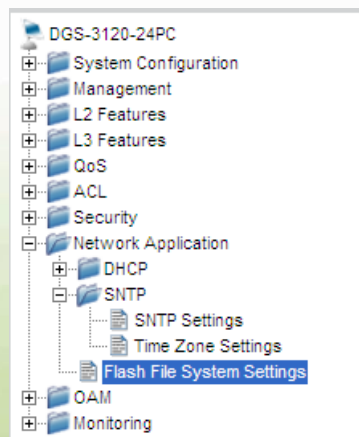 DGS-3120-24PC
System Configuration
Management
L2 Features
L3 Features
QoS
ACL
Security
Network Application
DHCP
SNTP
SNTP Settings
Time Zone Settings
Flash File System Settings
OAM
Monitoring